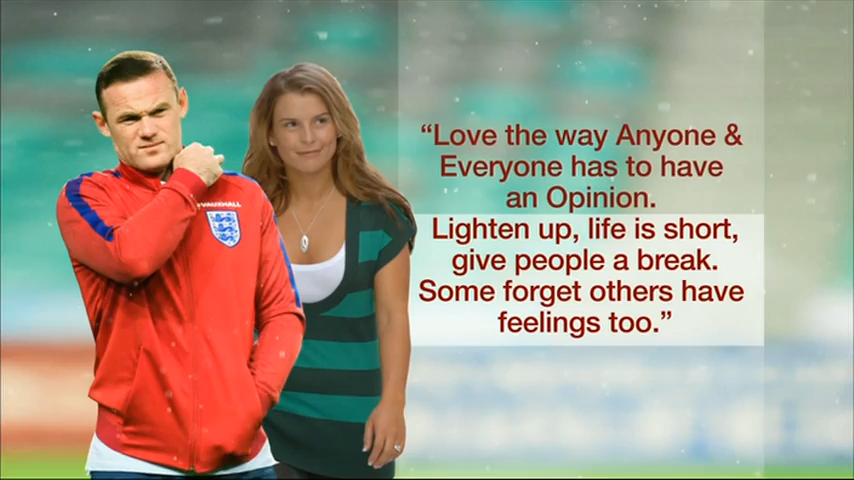 “Love the way Anyone &
Everyone has to have
an Opinion.
Lighten up, life is short,
give people a break.
Some forget others have
feelings too.”
VAUXHALL